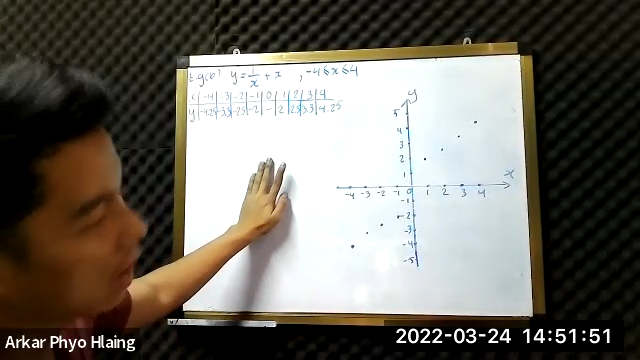 E.g(b) y = 1/x + x , -4 ≤ x ≤ 4
-4 -3 -2 -1 0 1 2 3 4
y -4.25 -3.3 -2.5 -2 - 2 2.5 3.3 4.25
y
5
4
3
2
1
-4 -3 -2 -1 0 1 2 3 4 x
-1
-2
-3
-4
-5
Arkar Phyo Hlaing
2022-03-24 14:51:51